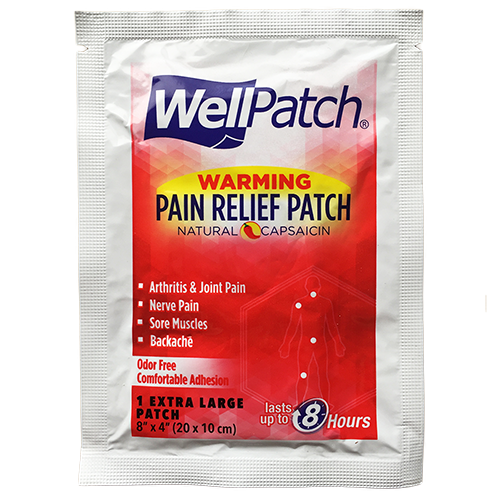 WellPatch®
WARMING
PAIN RELIEF PATCH
NATURAL CAPSAICIN
▪ Arthritis & Joint Pain
▪ Nerve Pain
▪ Sore Muscles
▪ Backache
Odor Free
Comfortable Adhesion
1 EXTRA LARGE
PATCH
8" x 4" (20 x 10 cm)
lasts
up to 8 Hours